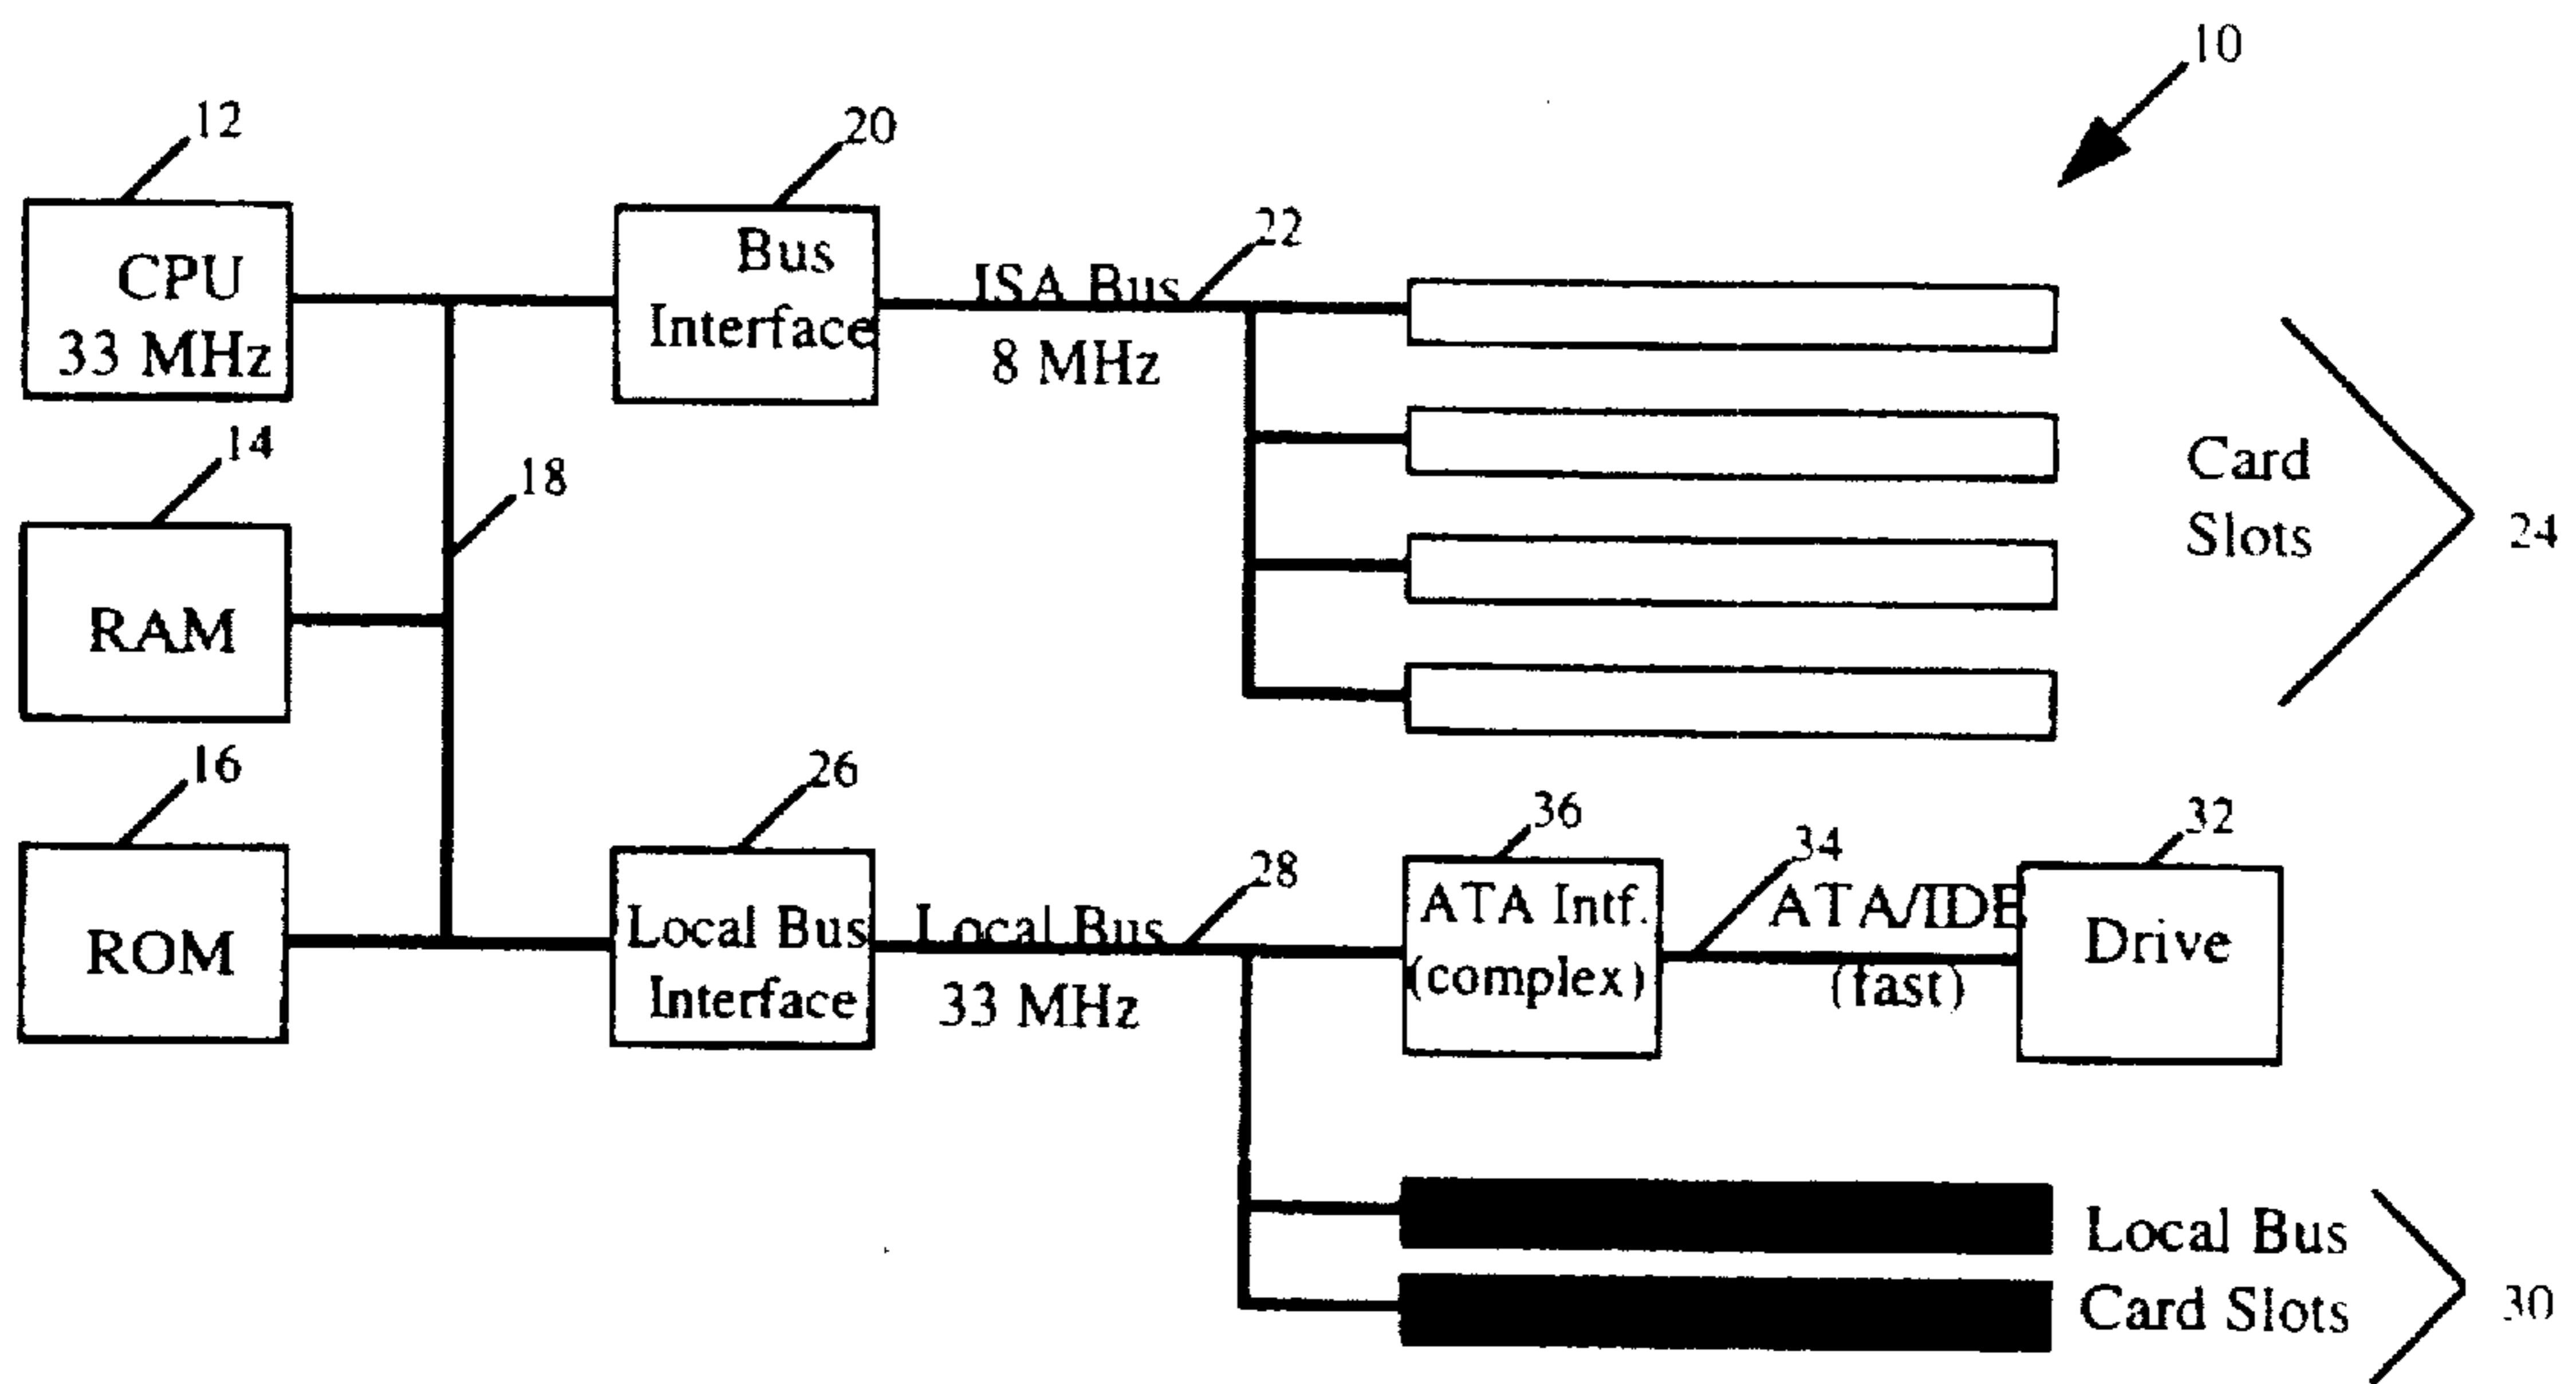 10
12
20
CPU
33 MHz
Bus
Interface
22
ISA Bus
8 MHz
Card
Slots
24
14
RAM
18
16
ROM
26
Local Bus
Interface
28
Local Bus
33 MHz
36
ATA Intf.
(complex)
34
ATA/IDE
(fast)
32
Drive
Local Bus
Card Slots
30